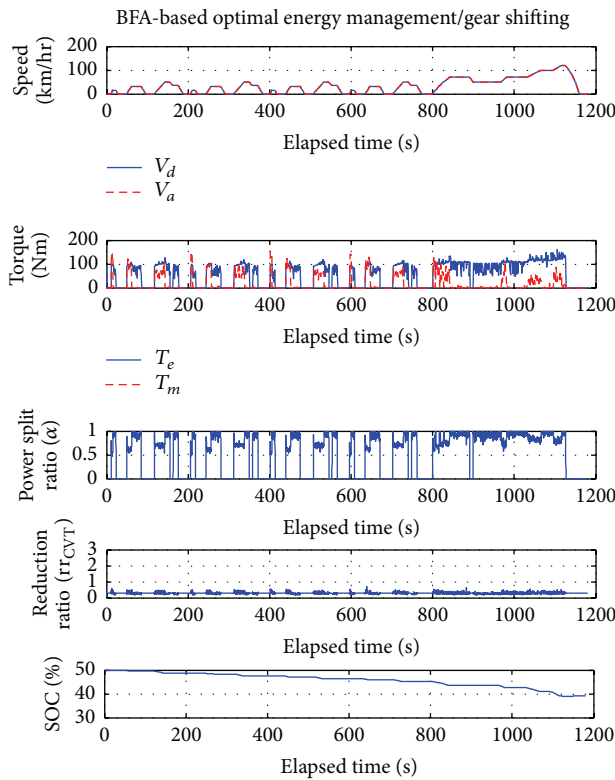 BFA-based optimal energy management/gear shifting
Speed
(km/hr)
200
100
0
0 200 400 600 800 1000 1200
Elapsed time (s)
V_d
V_a
Torque
(Nm)
200
100
0
0 200 400 600 800 1000 1200
Elapsed time (s)
T_e
T_m
Power split
ratio (α)
1
0.5
0
0 200 400 600 800 1000 1200
Elapsed time (s)
Reduction
ratio (rr_CVT)
3
2
1
0
0 200 400 600 800 1000 1200
Elapsed time (s)
SOC (%)
50
40
30
0 200 400 600 800 1000 1200
Elapsed time (s)